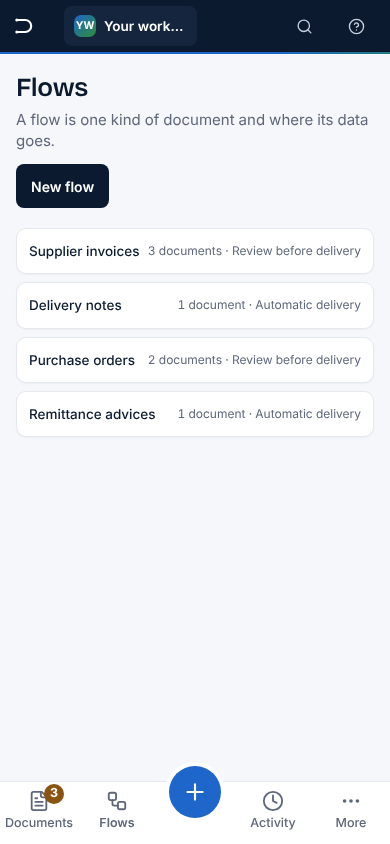 YW Your work...
Flows
A flow is one kind of document and where its data
goes.
New flow
Supplier invoices 3 documents · Review before delivery
Delivery notes 1 document · Automatic delivery
Purchase orders 2 documents · Review before delivery
Remittance advices 1 document · Automatic delivery
3
Documents Flows Activity More